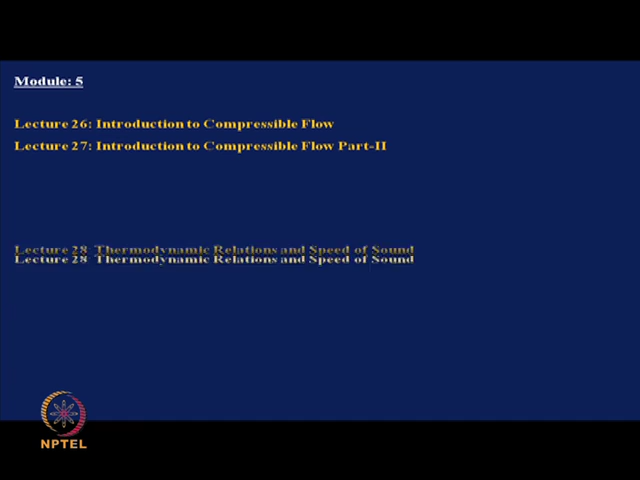 Module: 5
Lecture 26: Introduction to Compressible Flow
Lecture 27: Introduction to Compressible Flow Part-II
Lecture 28 Thermodynamic Relations and Speed of Sound
Lecture 28 Thermodynamic Relations and Speed of Sound
NPTEL